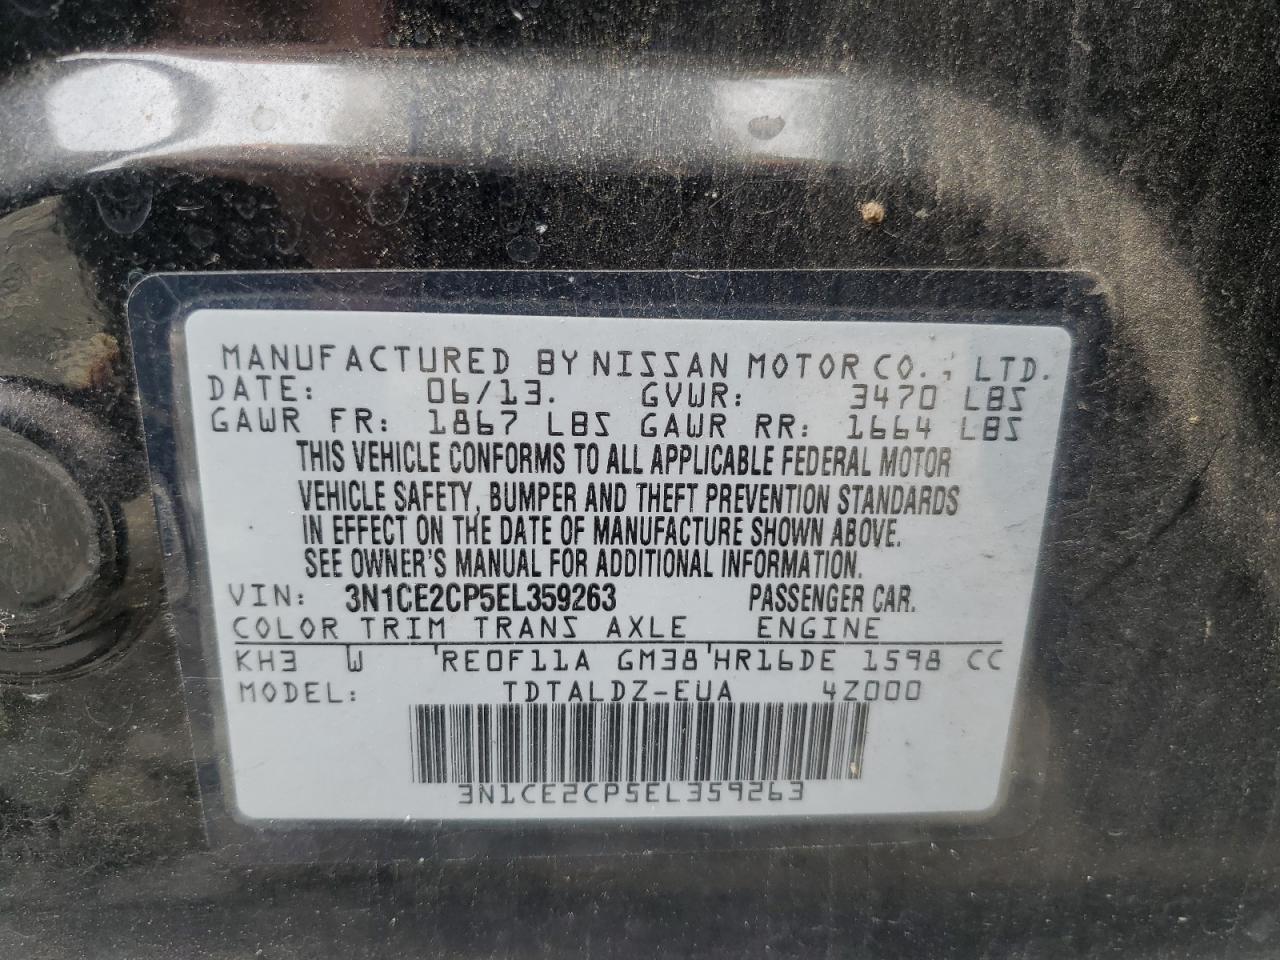 MANUFACTURED BY NISSAN MOTOR CO., LTD.
DATE: 06/13. GVWR: 3470 LBS
GAWR FR: 1867 LBS GAWR RR: 1664 LBS
THIS VEHICLE CONFORMS TO ALL APPLICABLE FEDERAL MOTOR
VEHICLE SAFETY, BUMPER AND THEFT PREVENTION STANDARDS
IN EFFECT ON THE DATE OF MANUFACTURE SHOWN ABOVE.
SEE OWNER'S MANUAL FOR ADDITIONAL INFORMATION.
VIN: 3N1CE2CP5EL359263 PASSENGER CAR.
COLOR TRIM TRANS AXLE ENGINE
KH3 W 'RE0F11A GM38'HR16DE 1598 CC
MODEL: TDTALDZ-EUA 4Z000
3N1CE2CP5EL359263